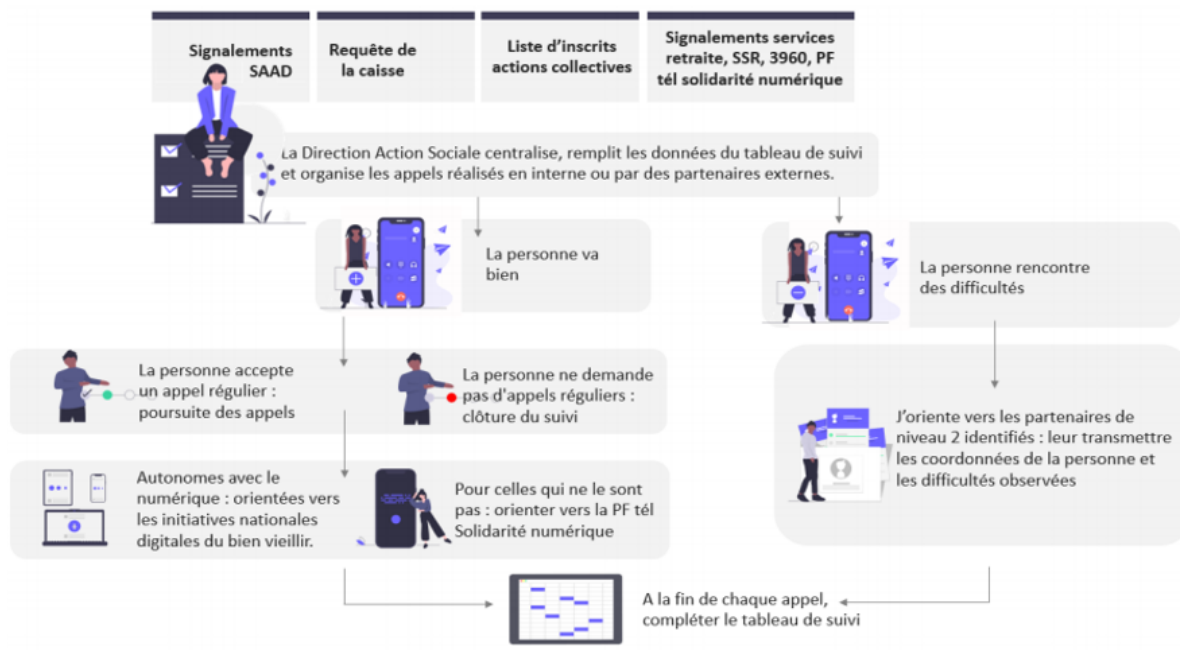 Signalements
SAAD
Requête de
la caisse
Liste d'inscrits
actions collectives
Signalements services
retraite, SSR, 3960, PF
tél solidarité numérique
La Direction Action Sociale centralise, remplit les données du tableau de suivi
et organise les appels réalisés en interne ou par des partenaires externes.
La personne va
bien
La personne rencontre
des difficultés
La personne accepte
un appel régulier :
poursuite des appels
La personne ne demande
pas d'appels réguliers :
clôture du suivi
J'oriente vers les partenaires de
niveau 2 identifiés : leur transmettre
les coordonnées de la personne et
les difficultés observées
Autonomes avec le
numérique : orientées vers
les initiatives nationales
digitales du bien vieillir.
Pour celles qui ne le sont
pas : orienter vers la PF tél
Solidarité numérique
A la fin de chaque appel,
compléter le tableau de suivi